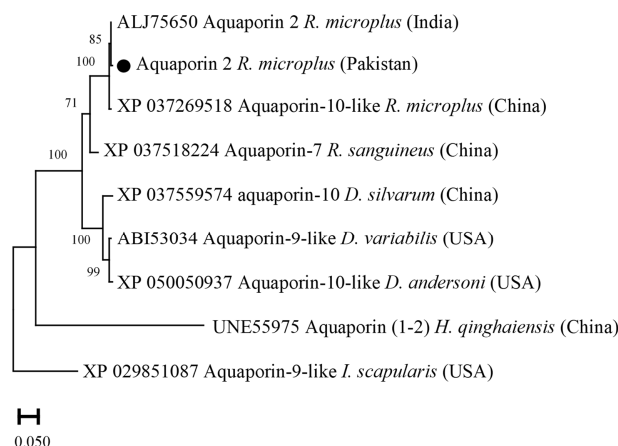 ALJ75650 Aquaporin 2 R. microplus (India)
85
Aquaporin 2 R. microplus (Pakistan)
100
XP 037269518 Aquaporin-10-like R. microplus (China)
71
XP 037518224 Aquaporin-7 R. sanguineus (China)
100
XP 037559574 aquaporin-10 D. silvarum (China)
100
ABI53034 Aquaporin-9-like D. variabilis (USA)
99
XP 050050937 Aquaporin-10-like D. andersoni (USA)
UNE55975 Aquaporin (1-2) H. qinghaiensis (China)
XP 029851087 Aquaporin-9-like I. scapularis (USA)
0.050